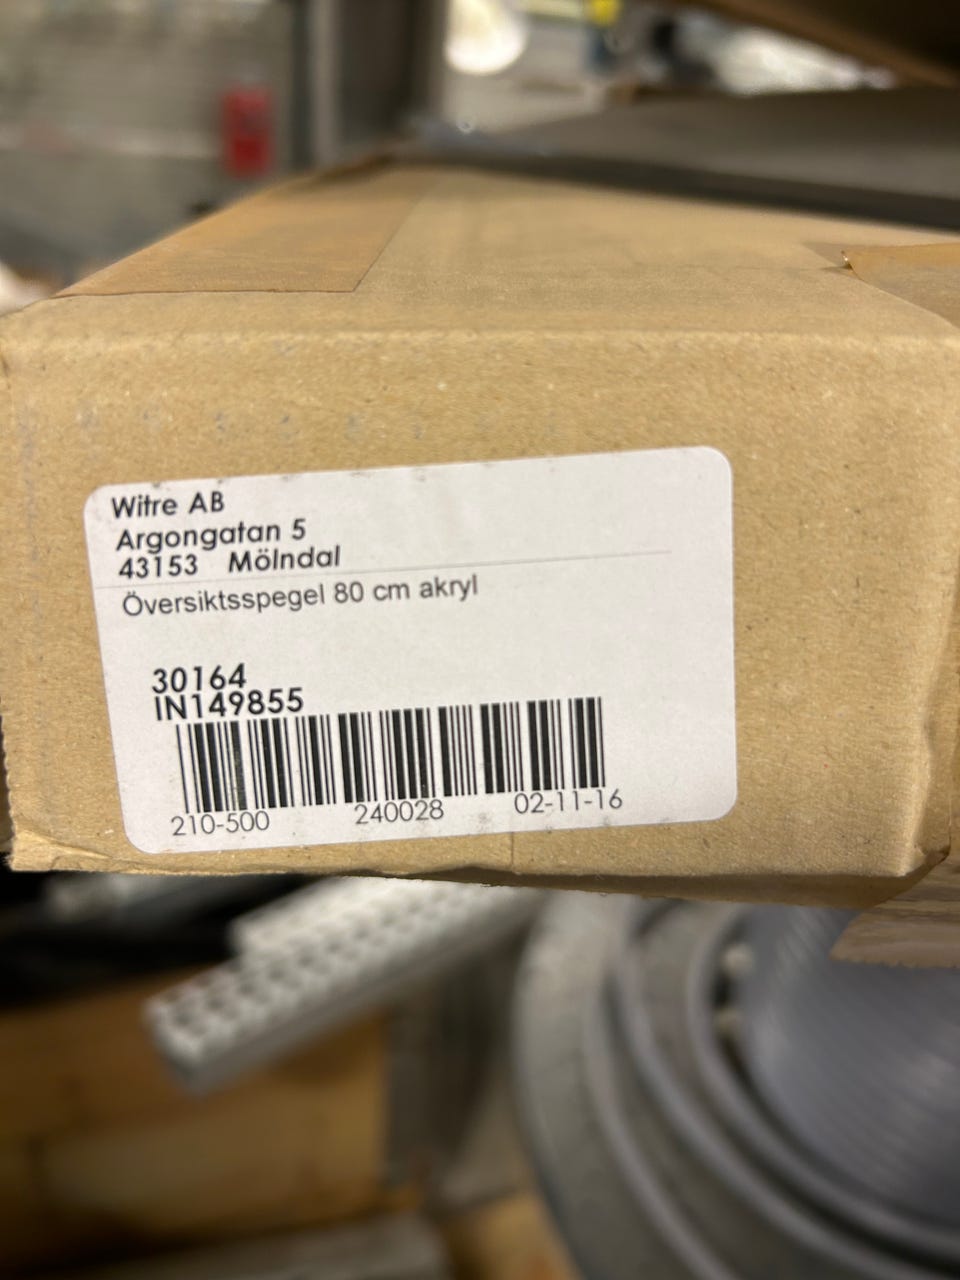 Witre AB
Argongatan 5
43153 Mölndal
Översiktsspegel 80 cm akryl
30164
IN149855
210-500 240028 02-11-16